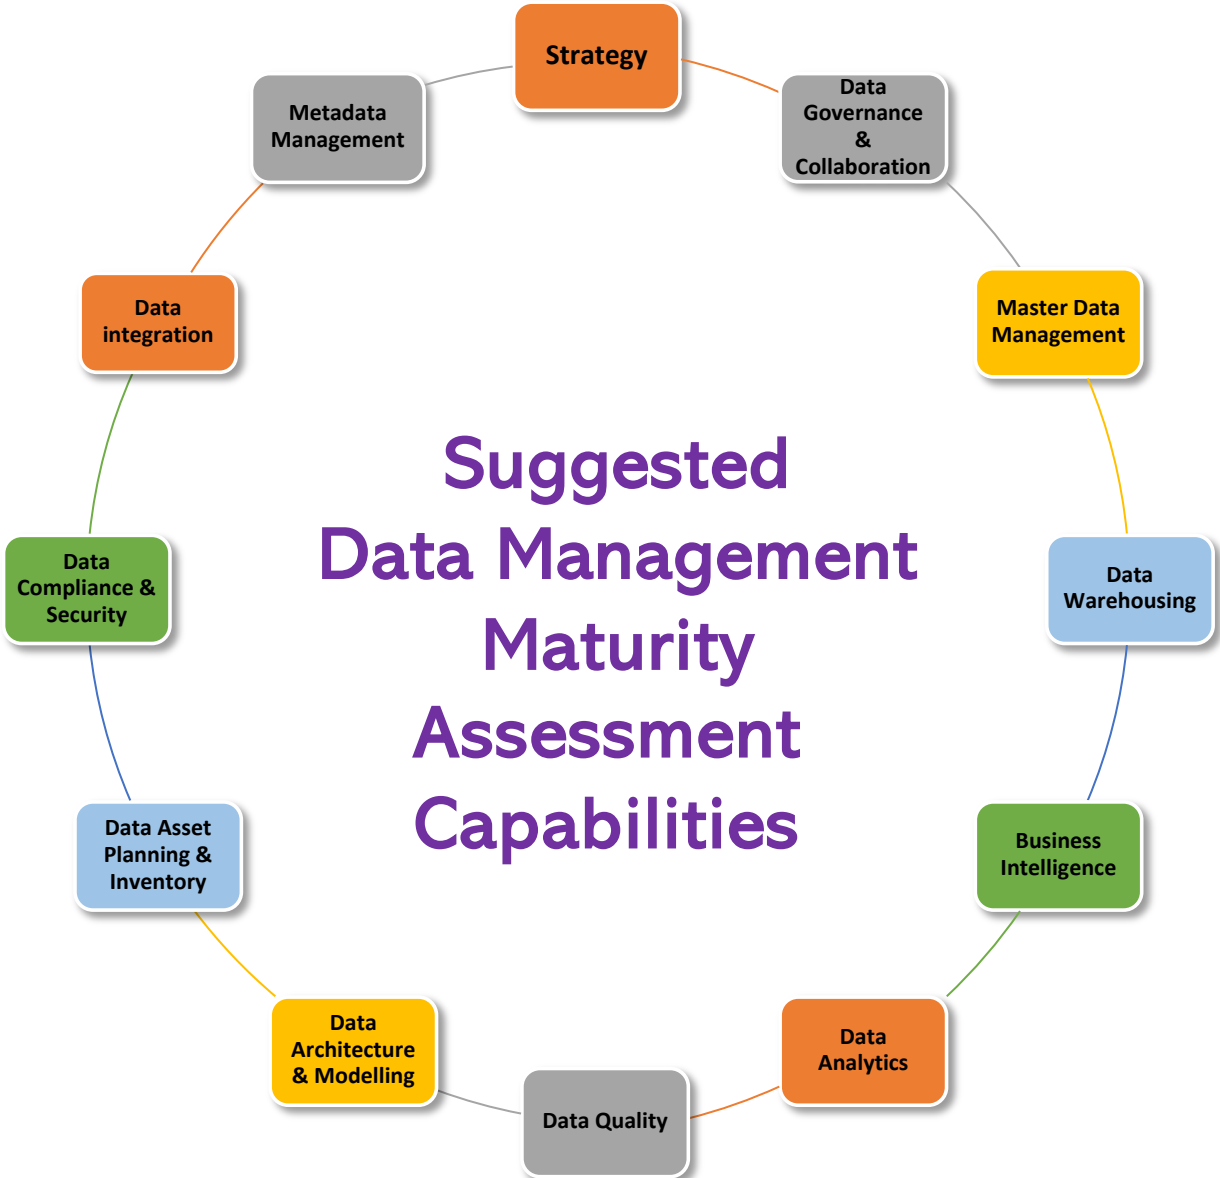 Strategy
Data
Governance
&
Collaboration
Master Data
Management
Data
Warehousing
Business
Intelligence
Data
Analytics
Data Quality
Data
Architecture
& Modelling
Data Asset
Planning &
Inventory
Data
Compliance &
Security
Data
integration
Metadata
Management
Suggested
Data Management
Maturity
Assessment
Capabilities